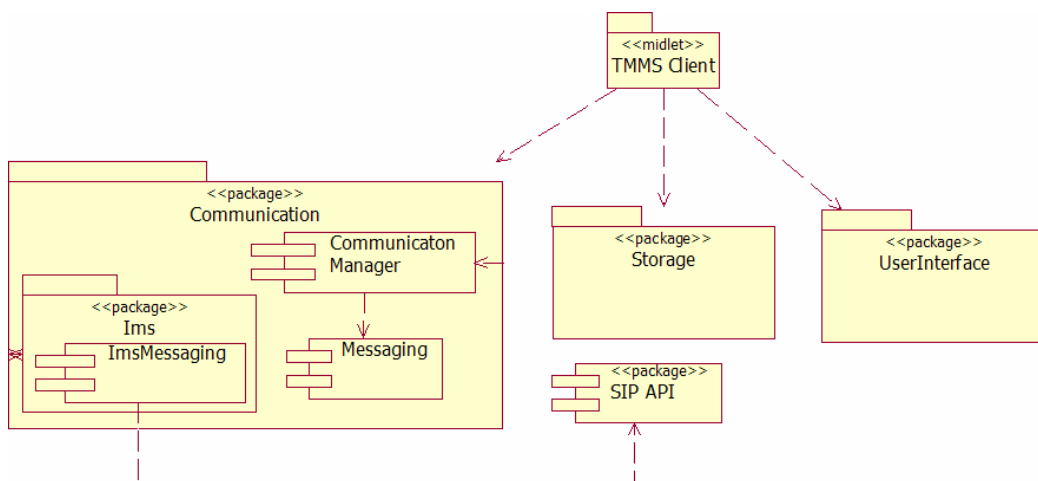 <<midlet>>
TMMS Client
<<package>>
Communication
Communicaton
Manager
<<package>>
Ims
ImsMessaging
Messaging
<<package>>
Storage
<<package>>
UserInterface
<<package>>
SIP API